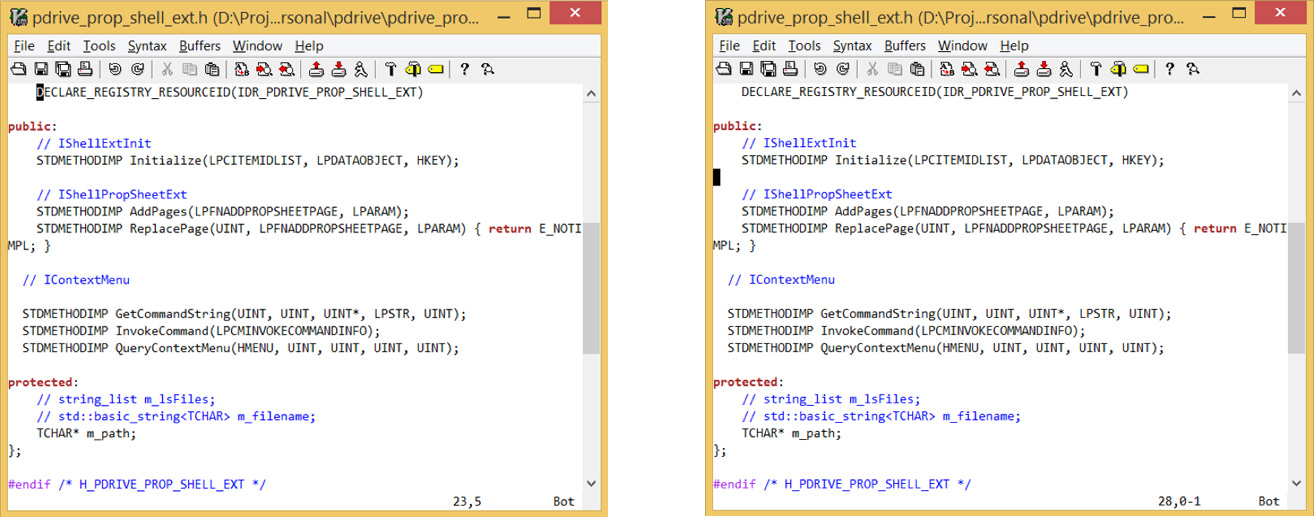 pdrive_prop_shell_ext.h (D:\Proj...rsonal\pdrive\pdrive_pro...
File Edit Tools Syntax Buffers Window Help
DECLARE_REGISTRY_RESOURCEID(IDR_PDRIVE_PROP_SHELL_EXT)
public:
// IShellExtInit
STDMETHODIMP Initialize(LPCITEMIDLIST, LPDATAOBJECT, HKEY);
// IShellPropSheetExt
STDMETHODIMP AddPages(LPFNADDPROPSHEETPAGE, LPARAM);
STDMETHODIMP ReplacePage(UINT, LPFNADDPROPSHEETPAGE, LPARAM) { return E_NOTI
MPL; }
// IContextMenu
STDMETHODIMP GetCommandString(UINT, UINT, UINT*, LPSTR, UINT);
STDMETHODIMP InvokeCommand(LPCMINVOKECOMMANDINFO);
STDMETHODIMP QueryContextMenu(HMENU, UINT, UINT, UINT, UINT);
protected:
// string_list m_lsFiles;
// std::basic_string<TCHAR> m_filename;
TCHAR* m_path;
};
#endif /* H_PDRIVE_PROP_SHELL_EXT */
23,5 Bot
pdrive_prop_shell_ext.h (D:\Proj...rsonal\pdrive\pdrive_pro...
File Edit Tools Syntax Buffers Window Help
DECLARE_REGISTRY_RESOURCEID(IDR_PDRIVE_PROP_SHELL_EXT)
public:
// IShellExtInit
STDMETHODIMP Initialize(LPCITEMIDLIST, LPDATAOBJECT, HKEY);
// IShellPropSheetExt
STDMETHODIMP AddPages(LPFNADDPROPSHEETPAGE, LPARAM);
STDMETHODIMP ReplacePage(UINT, LPFNADDPROPSHEETPAGE, LPARAM) { return E_NOTI
MPL; }
// IContextMenu
STDMETHODIMP GetCommandString(UINT, UINT, UINT*, LPSTR, UINT);
STDMETHODIMP InvokeCommand(LPCMINVOKECOMMANDINFO);
STDMETHODIMP QueryContextMenu(HMENU, UINT, UINT, UINT, UINT);
protected:
// string_list m_lsFiles;
// std::basic_string<TCHAR> m_filename;
TCHAR* m_path;
};
#endif /* H_PDRIVE_PROP_SHELL_EXT */
28,0-1 Bot